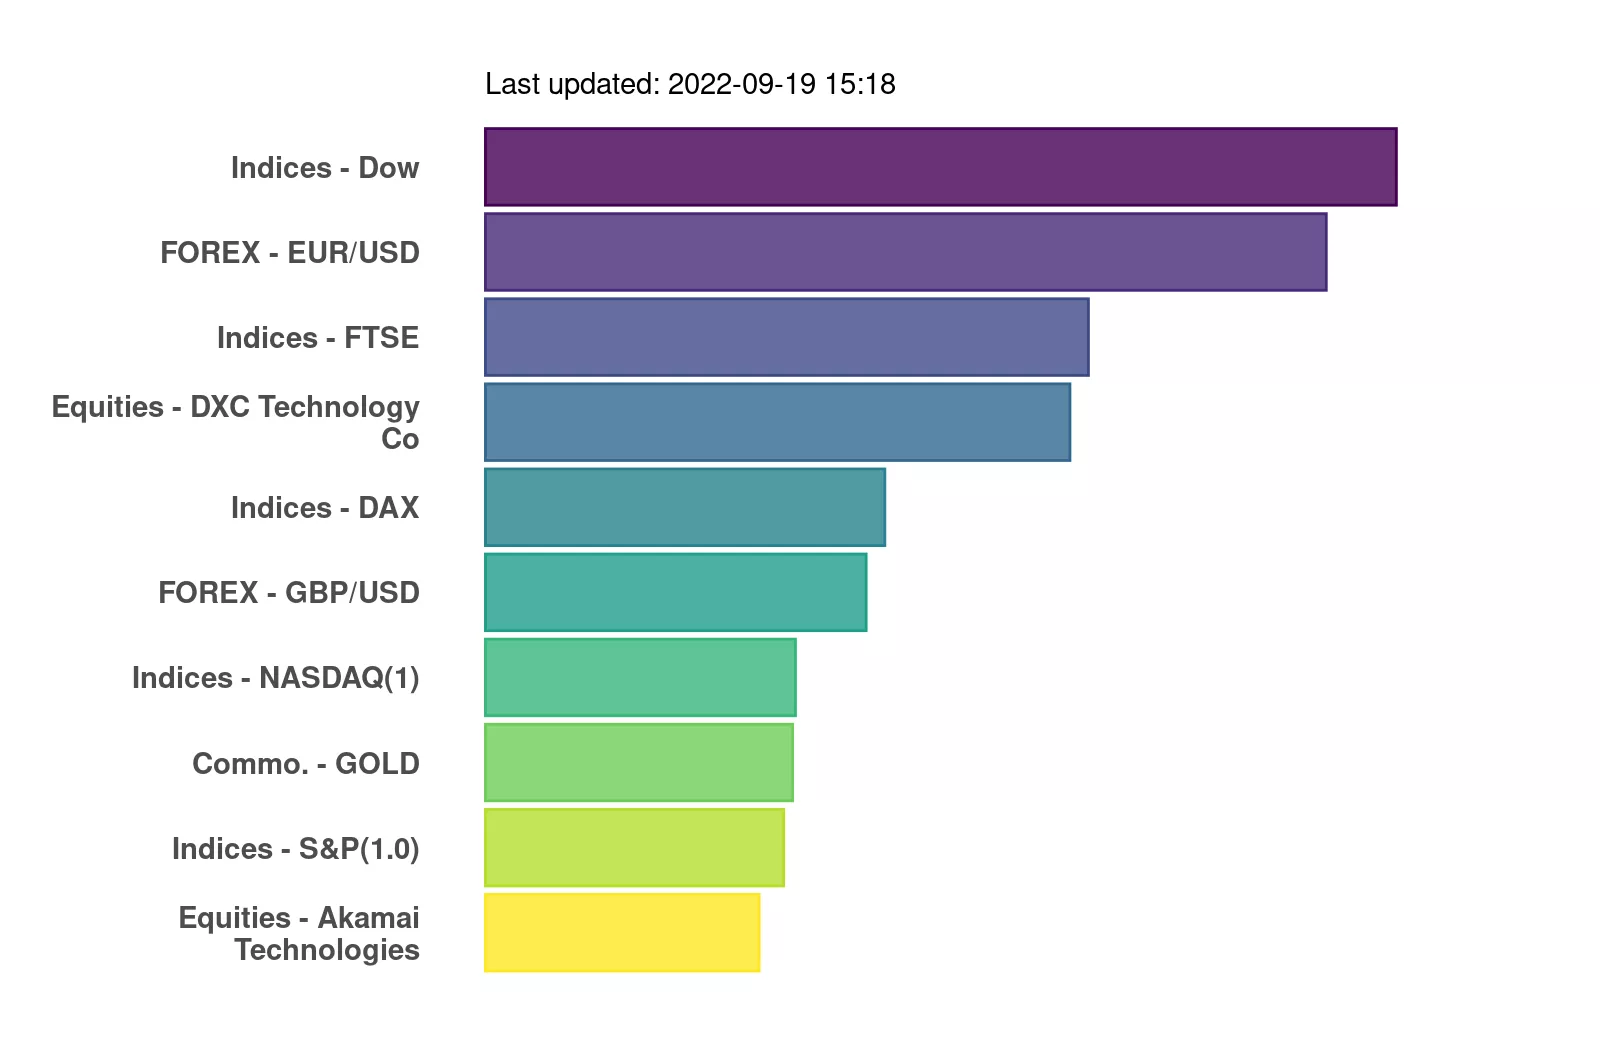 Last updated: 2022-09-19 15:18
Indices - Dow
FOREX - EUR/USD
Indices - FTSE
Equities - DXC Technology
Co
Indices - DAX
FOREX - GBP/USD
Indices - NASDAQ(1)
Commo. - GOLD
Indices - S&P(1.0)
Equities - Akamai
Technologies